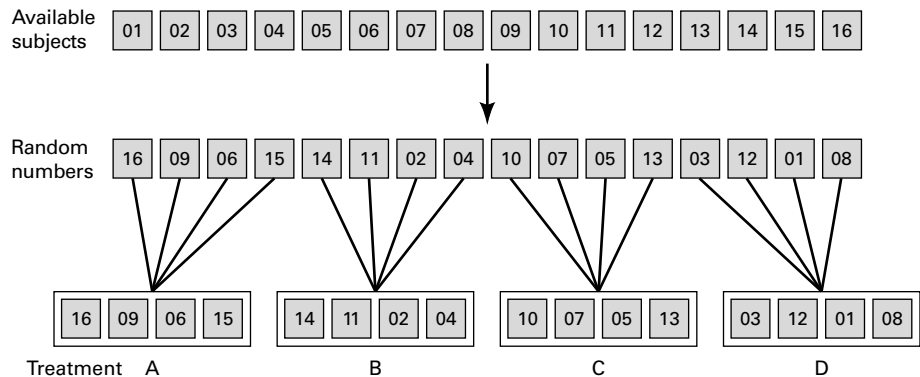 Available subjects 01 02 03 04 05 06 07 08 09 10 11 12 13 14 15 16
Random numbers 16 09 06 15 14 11 02 04 10 07 05 13 03 12 01 08
16 09 06 15 14 11 02 04 10 07 05 13 03 12 01 08
Treatment A B C D